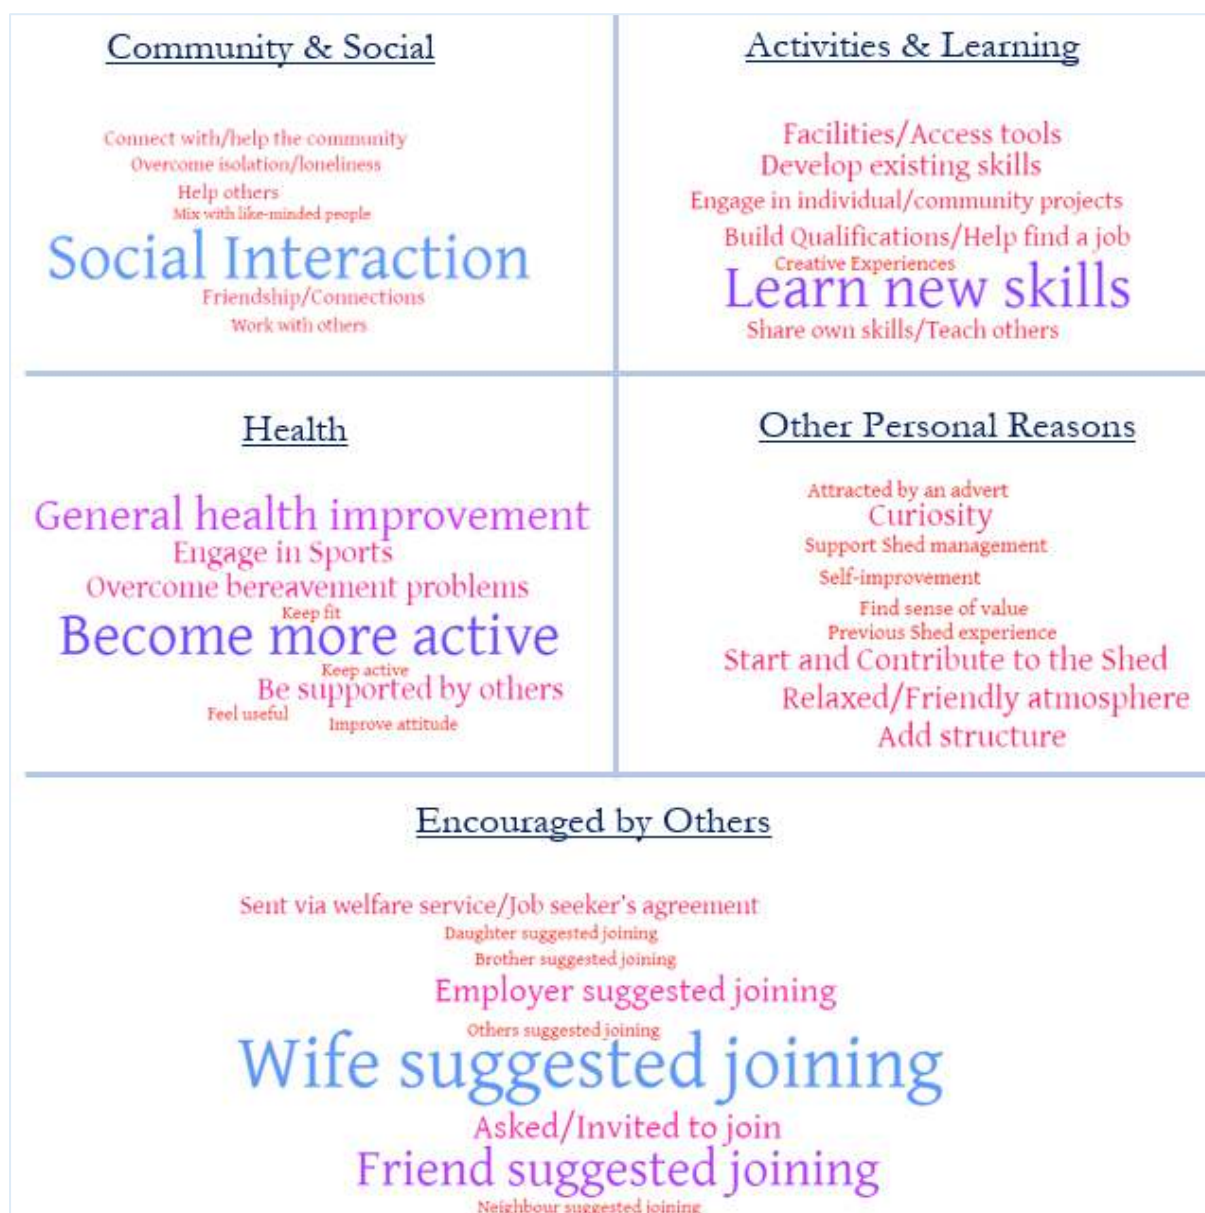 Community & Social
Connect with/help the community
Overcome isolation/loneliness
Help others
Mix with like-minded people
Social Interaction
Friendship/Connections
Work with others
Activities & Learning
Facilities/Access tools
Develop existing skills
Engage in individual/community projects
Build Qualifications/Help find a job
Creative Experiences
Learn new skills
Share own skills/Teach others
Health
General health improvement
Engage in Sports
Overcome bereavement problems
Keep fit
Become more active
Keep active
Be supported by others
Feel useful
Improve attitude
Other Personal Reasons
Attracted by an advert
Curiosity
Support Shed management
Self-improvement
Find sense of value
Previous Shed experience
Start and Contribute to the Shed
Relaxed/Friendly atmosphere
Add structure
Encouraged by Others
Sent via welfare service/Job seeker's agreement
Daughter suggested joining
Brother suggested joining
Employer suggested joining
Others suggested joining
Wife suggested joining
Asked/Invited to join
Friend suggested joining
Neighbour suggested joining